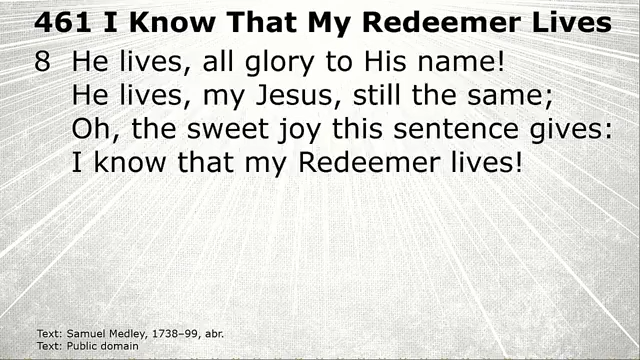 461 I Know That My Redeemer Lives
8 He lives, all glory to His name!
He lives, my Jesus, still the same;
Oh, the sweet joy this sentence gives:
I know that my Redeemer lives!
Text: Samuel Medley, 1738–99, abr.
Text: Public domain